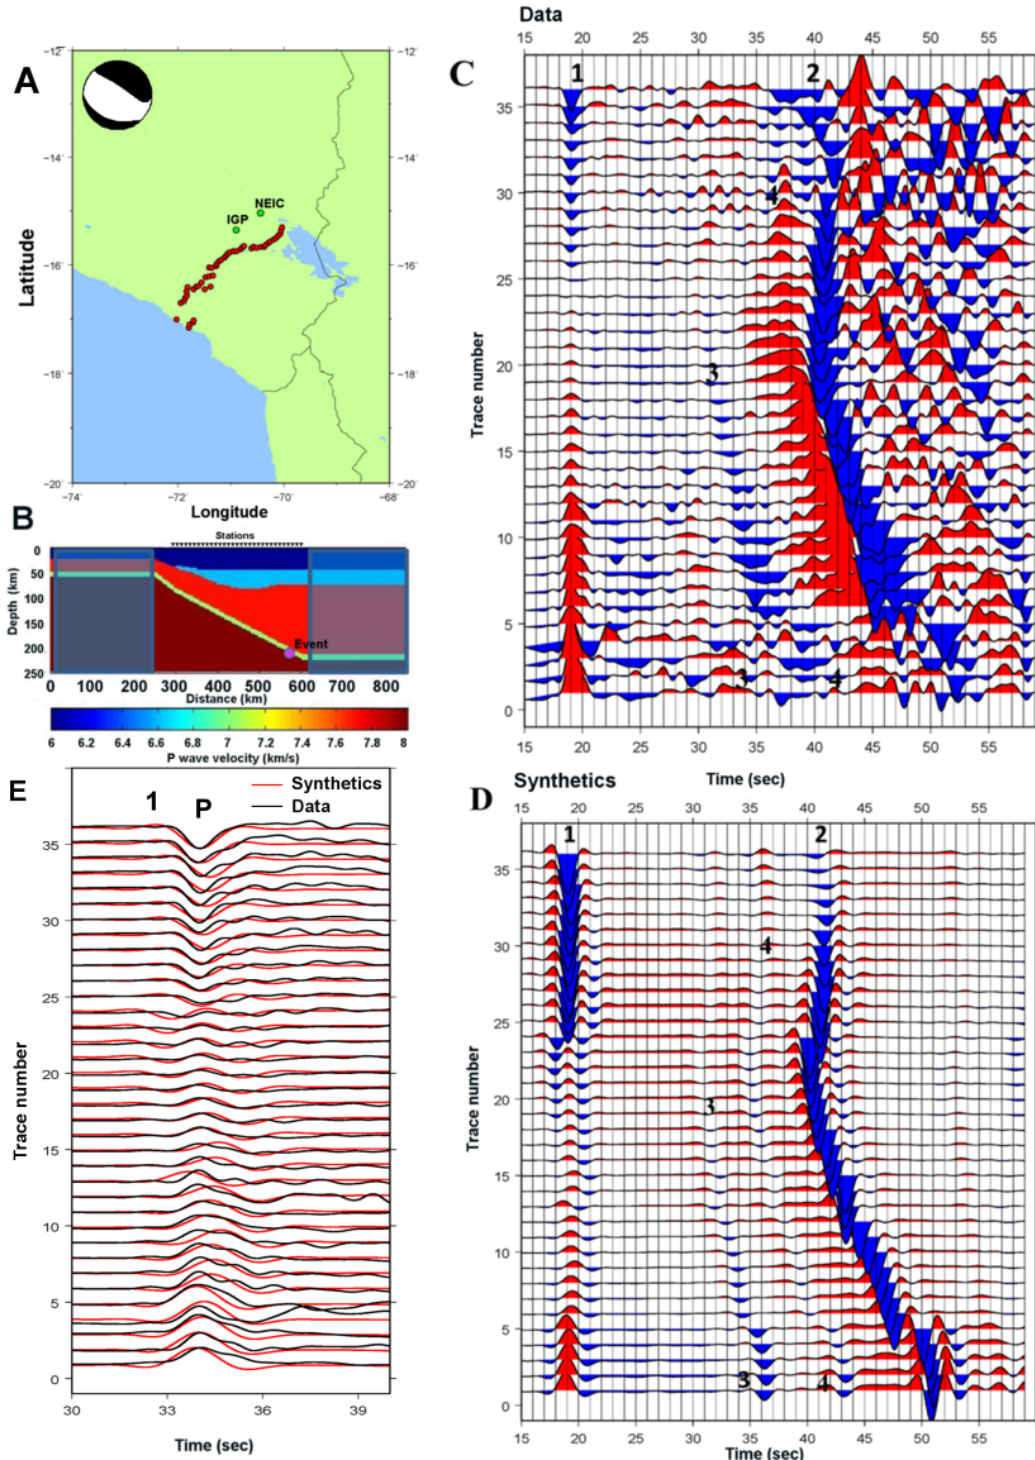 A
−12
−14
−16
−18
−20
−12
−14
−16
−18
−20
−74
−72
−70
−68
Latitude
Longitude
NEIC
IGP
B
Stations
0
50
100
150
200
250
Depth (km)
Event
0 100 200 300 400 500 600 700 800
Distance (km)
6 6.2 6.4 6.6 6.8 7 7.2 7.4 7.6 7.8 8
P wave velocity (km/s)
Data
15 20 25 30 35 40 45 50 55
C
1
2
3
4
3
4
35
30
25
20
15
10
5
0
Trace number
15 20 25 30 35 40 45 50 55
Time (sec)
Synthetics
D
15 20 25 30 35 40 45 50 55
1
2
4
3
3
4
35
30
25
20
15
10
5
0
Trace number
15 20 25 30 35 40 45 50 55
Time (sec)
E
Synthetics
Data
1
P
35
30
25
20
15
10
5
0
Trace number
30 33 36 39
Time (sec)